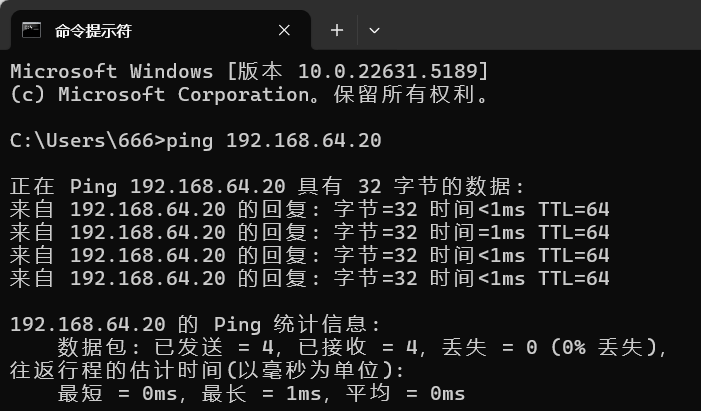 命令提示符
Microsoft Windows [版本 10.0.22631.5189]
(c) Microsoft Corporation。保留所有权利。
C:\Users\666>ping 192.168.64.20
正在 Ping 192.168.64.20 具有 32 字节的数据:
来自 192.168.64.20 的回复: 字节=32 时间<1ms TTL=64
来自 192.168.64.20 的回复: 字节=32 时间=1ms TTL=64
来自 192.168.64.20 的回复: 字节=32 时间<1ms TTL=64
来自 192.168.64.20 的回复: 字节=32 时间<1ms TTL=64
192.168.64.20 的 Ping 统计信息:
数据包: 已发送 = 4，已接收 = 4，丢失 = 0 (0% 丢失)，
往返行程的估计时间(以毫秒为单位):
最短 = 0ms，最长 = 1ms，平均 = 0ms